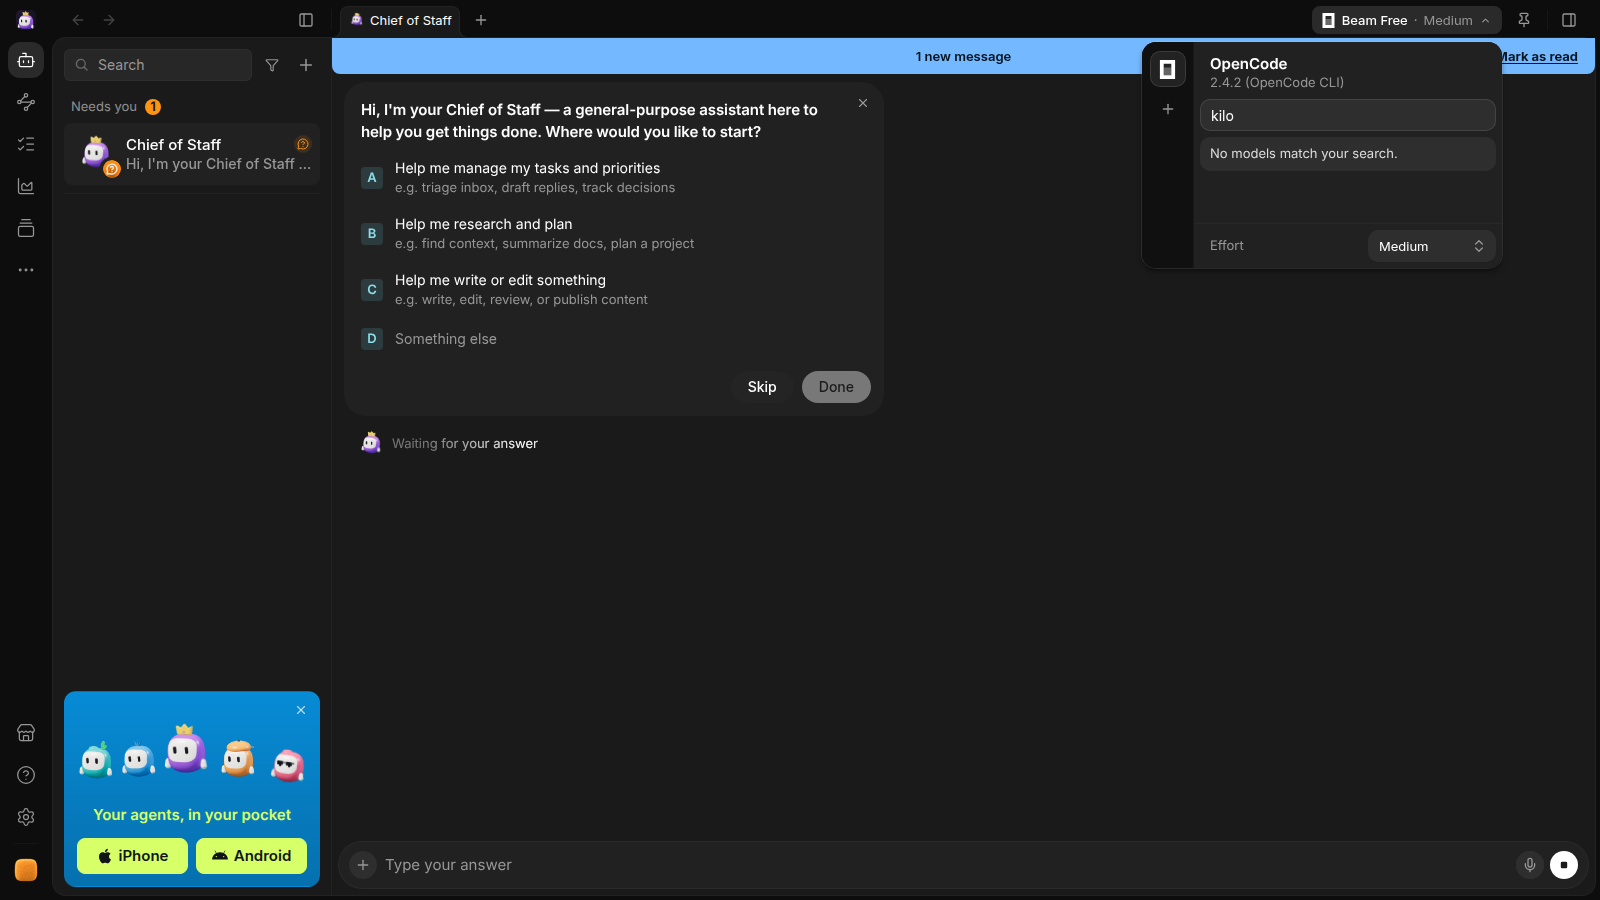 Chief of Staff
Beam Free · Medium
Search
Needs you 1
Chief of Staff
Hi, I'm your Chief of Staff ...
1 new message
Mark as read
Hi, I'm your Chief of Staff — a general-purpose assistant here to
help you get things done. Where would you like to start?
A Help me manage my tasks and priorities
e.g. triage inbox, draft replies, track decisions
B Help me research and plan
e.g. find context, summarize docs, plan a project
C Help me write or edit something
e.g. write, edit, review, or publish content
D Something else
Skip Done
Waiting for your answer
OpenCode
2.4.2 (OpenCode CLI)
kilo
No models match your search.
Effort Medium
Your agents, in your pocket
iPhone Android
Type your answer